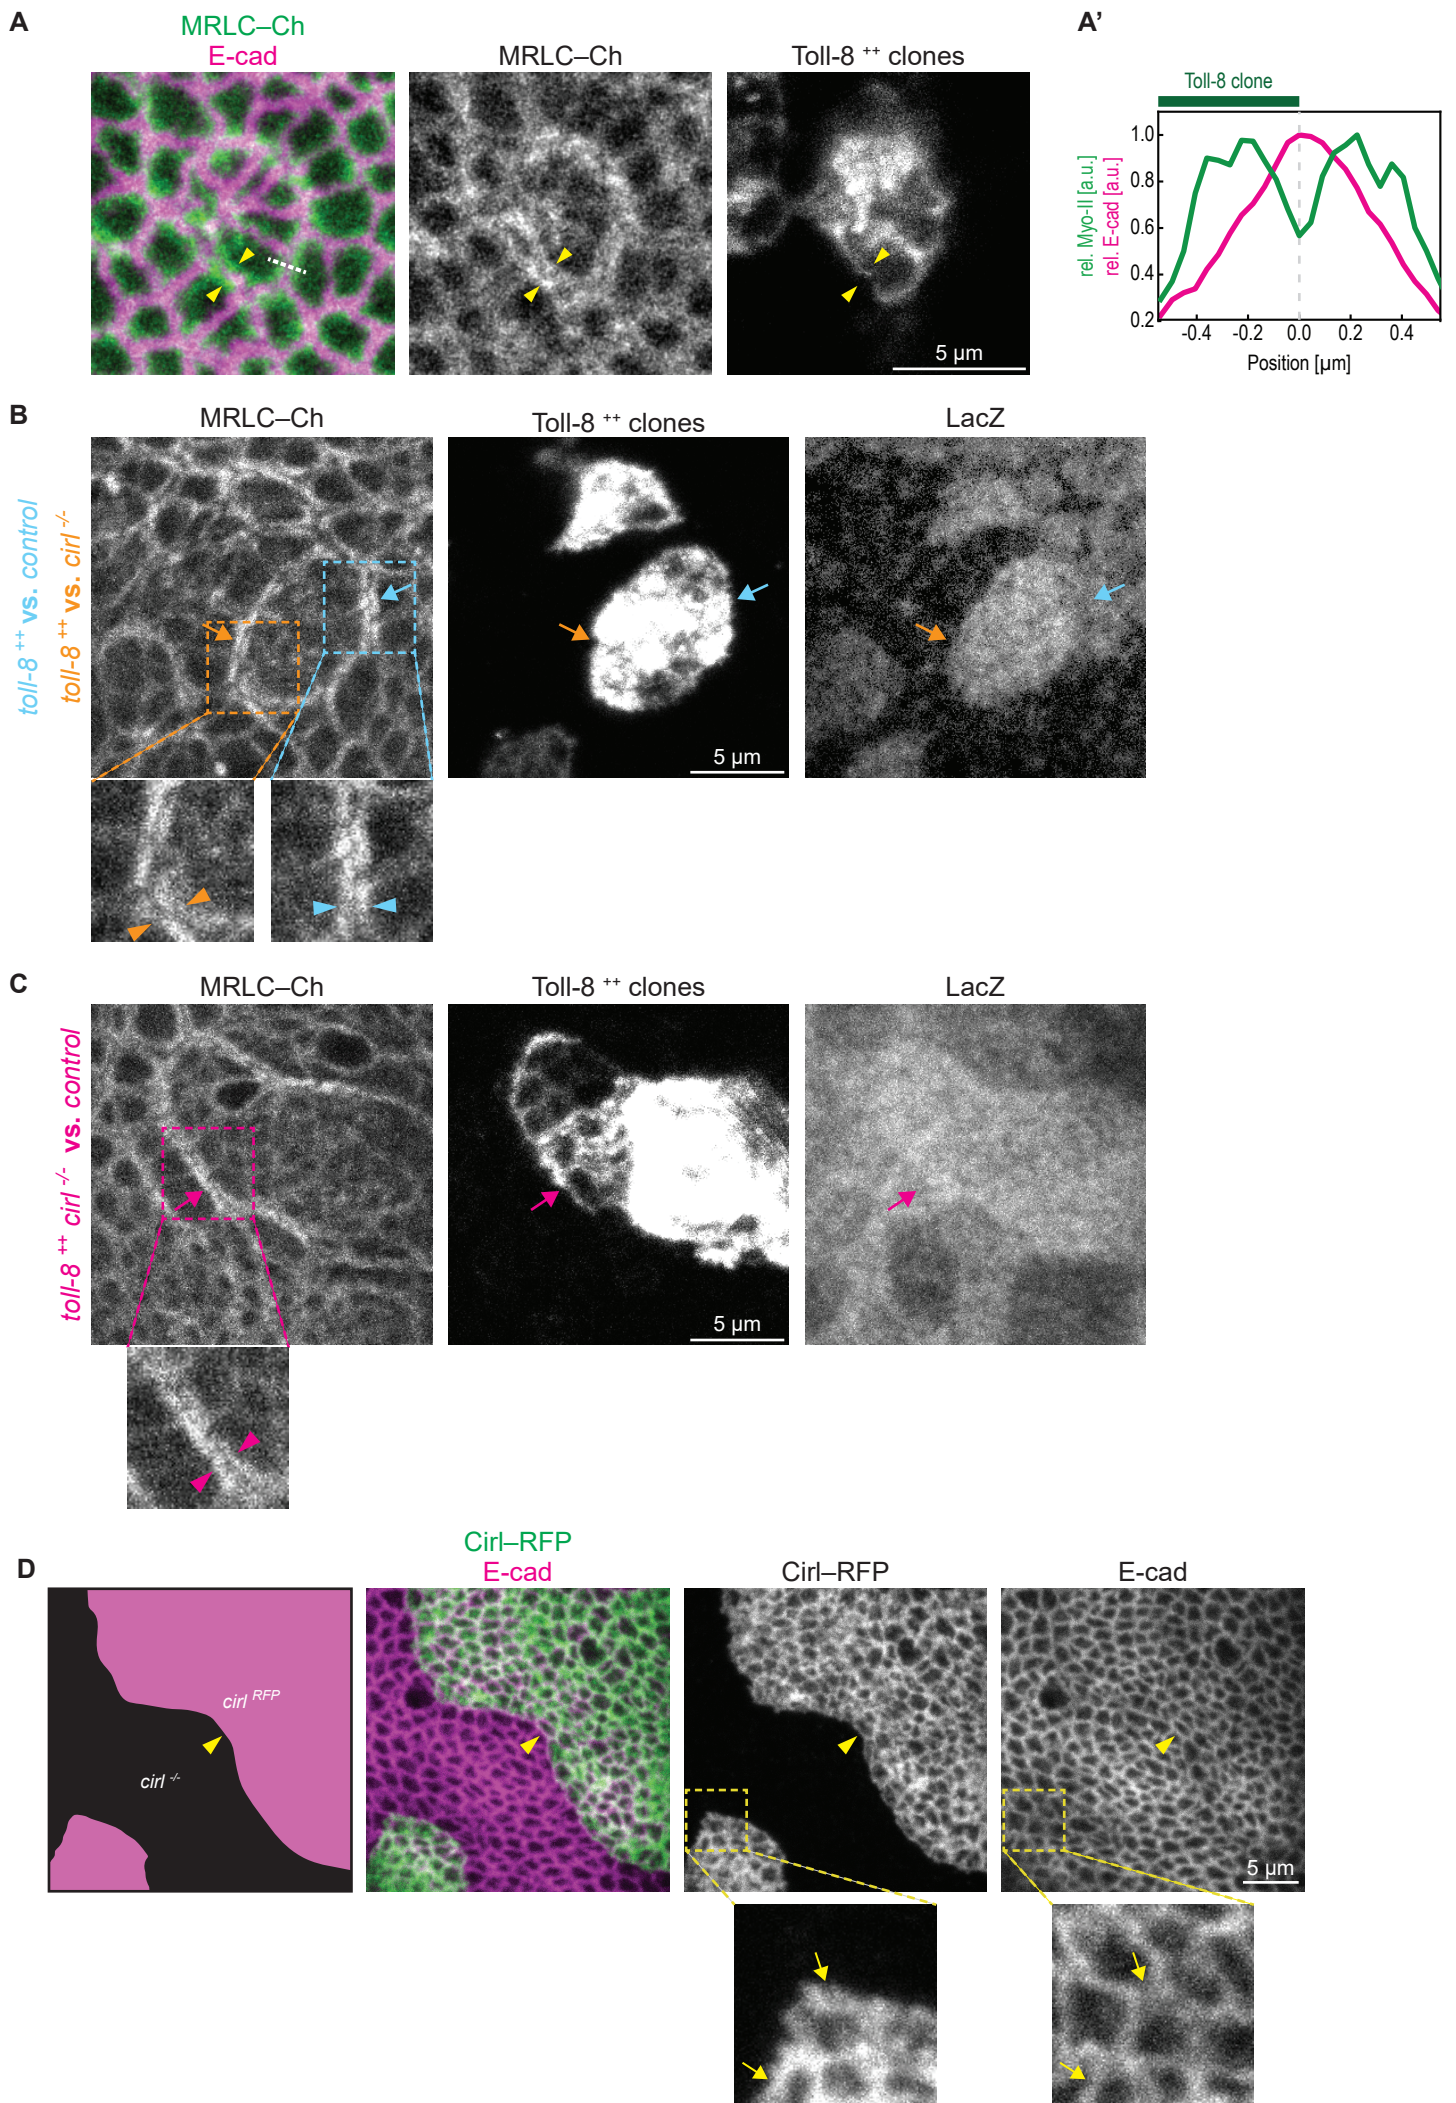 A
MRLC–Ch
E-cad
MRLC–Ch
Toll-8 ++ clones
5 µm
A'
Toll-8 clone
rel. Myo-II [a.u.]
rel. E-cad [a.u.]
1.0
0.8
0.6
0.4
0.2
-0.4
-0.2
0.0
0.2
0.4
Position [µm]
B
toll-8 ++ vs. control
toll-8 ++ vs. cirl -/-
MRLC–Ch
Toll-8 ++ clones
LacZ
5 µm
C
toll-8 ++ cirl -/- vs. control
MRLC–Ch
Toll-8 ++ clones
LacZ
5 µm
D
cirl RFP
cirl -/-
Cirl–RFP
E-cad
Cirl–RFP
E-cad
5 µm